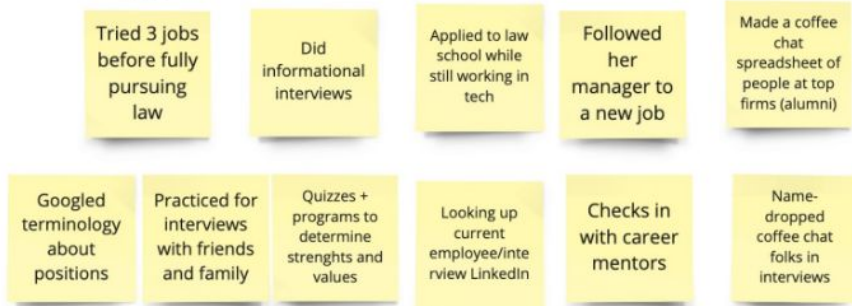 Tried 3 jobs
before fully
pursuing
law
Did
informational
interviews
Applied to law
school while
still working in
tech
Followed
her
manager to
a new job
Made a coffee
chat
spreadsheet of
people at top
firms (alumni)
Googled
terminology
about
positions
Practiced for
interviews
with friends
and family
Quizzes +
programs to
determine
strenghts and
values
Looking up
current
employee/inte
rview LinkedIn
Checks in
with career
mentors
Name-
dropped
coffee chat
folks in
interviews